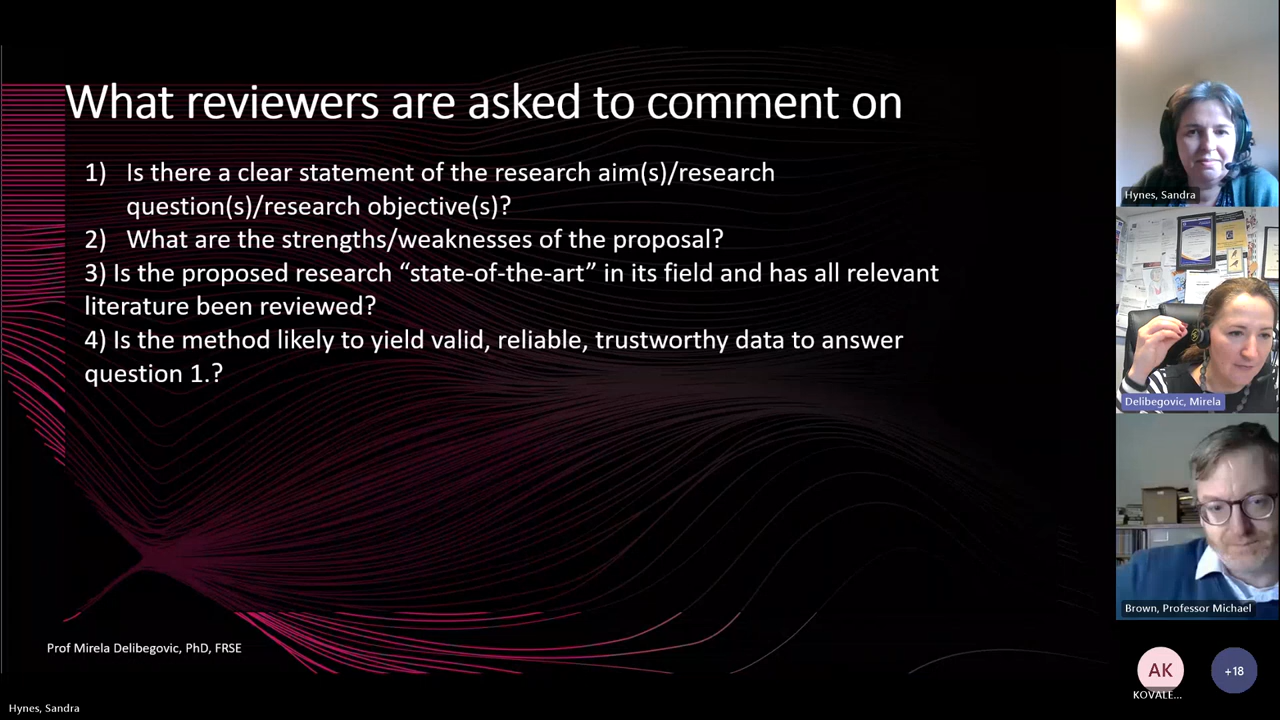 What reviewers are asked to comment on
1) Is there a clear statement of the research aim(s)/research
question(s)/research objective(s)?
2) What are the strengths/weaknesses of the proposal?
3) Is the proposed research “state-of-the-art” in its field and has all relevant
literature been reviewed?
4) Is the method likely to yield valid, reliable, trustworthy data to answer
question 1.?
Prof Mirela Delibegovic, PhD, FRSE
Hynes, Sandra
Hynes, Sandra
Delibegovic, Mirela
Brown, Professor Michael
AK
KOVALE...
+18